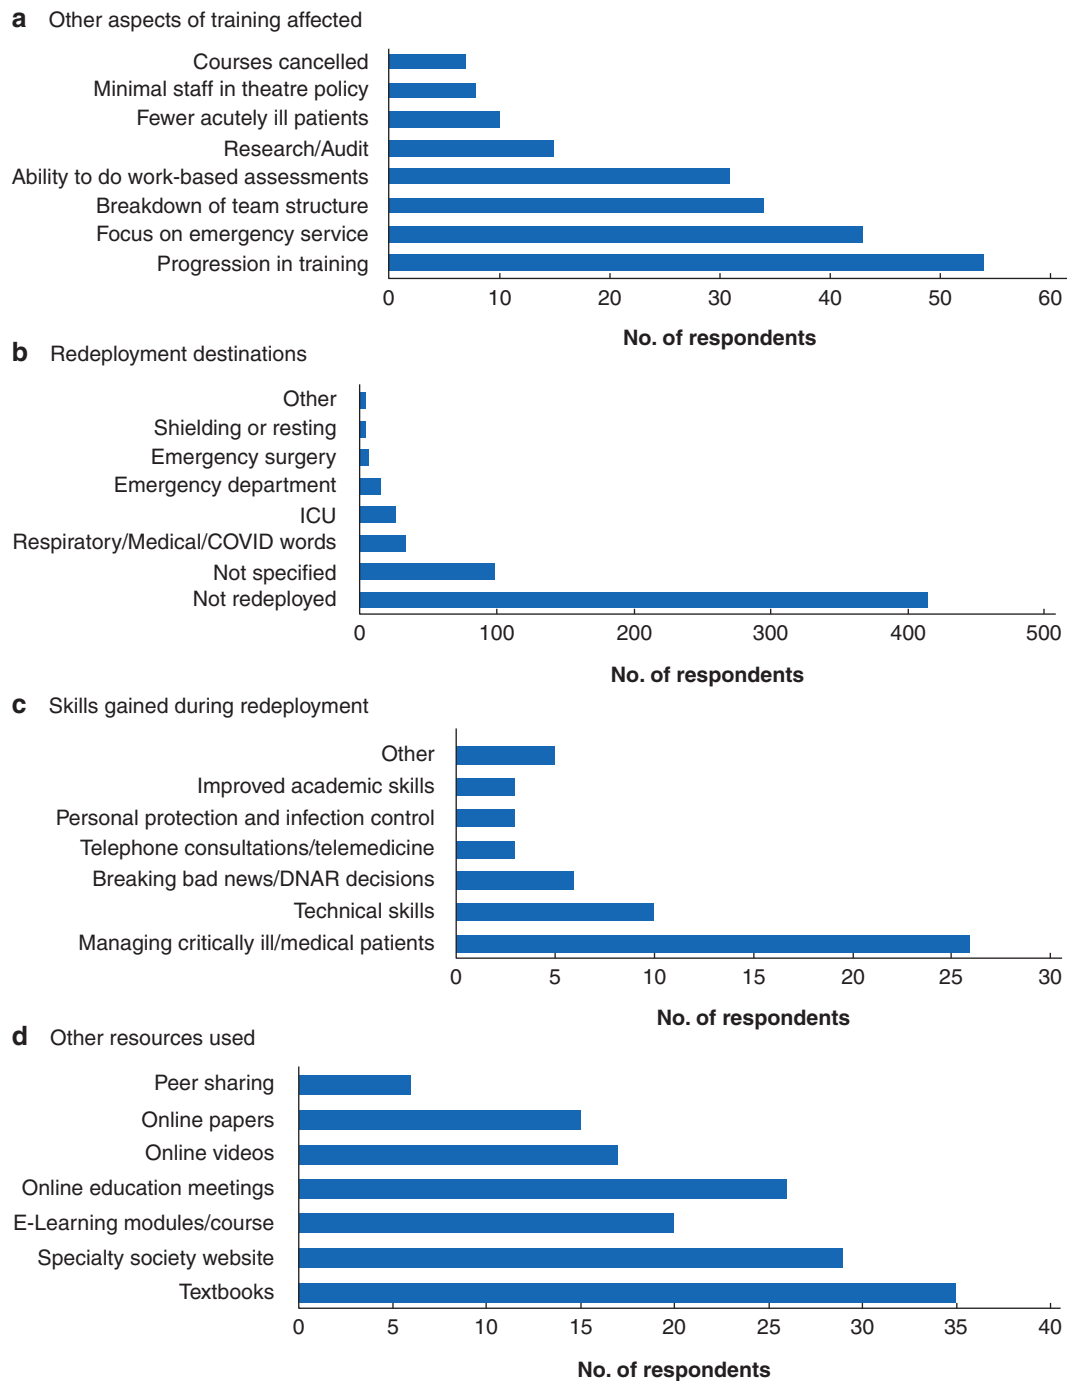 a Other aspects of training affected
Courses cancelled
Minimal staff in theatre policy
Fewer acutely ill patients
Research/Audit
Ability to do work-based assessments
Breakdown of team structure
Focus on emergency service
Progression in training
0 10 20 30 40 50 60
No. of respondents
b Redeployment destinations
Other
Shielding or resting
Emergency surgery
Emergency department
ICU
Respiratory/Medical/COVID words
Not specified
Not redeployed
0 100 200 300 400 500
No. of respondents
c Skills gained during redeployment
Other
Improved academic skills
Personal protection and infection control
Telephone consultations/telemedicine
Breaking bad news/DNAR decisions
Technical skills
Managing critically ill/medical patients
0 5 10 15 20 25 30
No. of respondents
d Other resources used
Peer sharing
Online papers
Online videos
Online education meetings
E-Learning modules/course
Specialty society website
Textbooks
0 5 10 15 20 25 30 35 40
No. of respondents